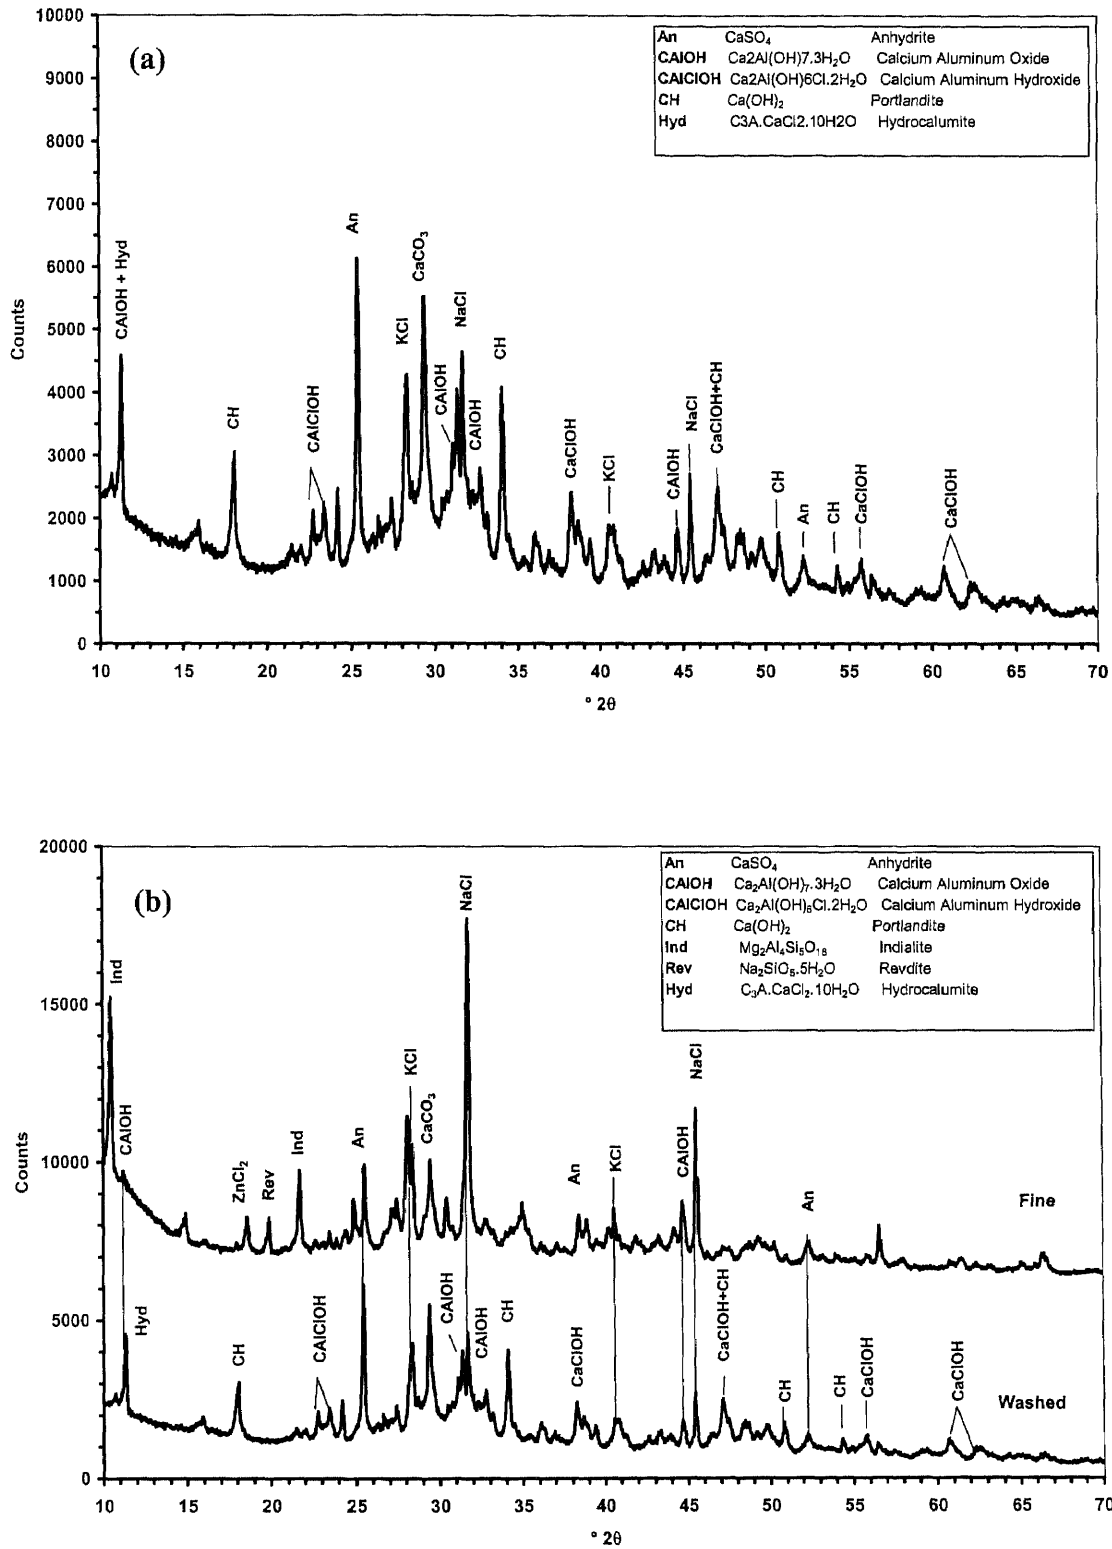 (a)
An CaSO4 Anhydrite
CAlOH Ca2Al(OH)7.3H2O Calcium Aluminum Oxide
CAlClOH Ca2Al(OH)6Cl.2H2O Calcium Aluminum Hydroxide
CH Ca(OH)2 Portlandite
Hyd C3A.CaCl2.10H2O Hydrocalumite
Counts
10000
9000
8000
7000
6000
5000
4000
3000
2000
1000
0
CAlOH + Hyd
CH
CAlClOH
An
KCl
CaCO3
CAlOH
NaCl
CAlOH
CH
CaClOH
KCl
CAlOH
NaCl
CaClOH+CH
CH
An
CH
CaClOH
CaClOH
10 15 20 25 30 35 40 45 50 55 60 65 70
° 2θ
(b)
An CaSO4 Anhydrite
CAlOH Ca2Al(OH)7.3H2O Calcium Aluminum Oxide
CAlClOH Ca2Al(OH)6Cl.2H2O Calcium Aluminum Hydroxide
CH Ca(OH)2 Portlandite
Ind Mg2Al4Si5O18 Indialite
Rev Na2SiO5.5H2O Revdite
Hyd C3A.CaCl2.10H2O Hydrocalumite
Counts
20000
15000
10000
5000
0
Ind
CAlOH
ZnCl2
Rev
Ind
An
KCl
CaCO3
NaCl
An
KCl
CAlOH
NaCl
An
Fine
Hyd
CH
CAlClOH
CAlOH
CAlOH
CH
CaClOH
CaClOH+CH
CH
CH
CaClOH
CaClOH
Washed
10 15 20 25 30 35 40 45 50 55 60 65 70
° 2θ